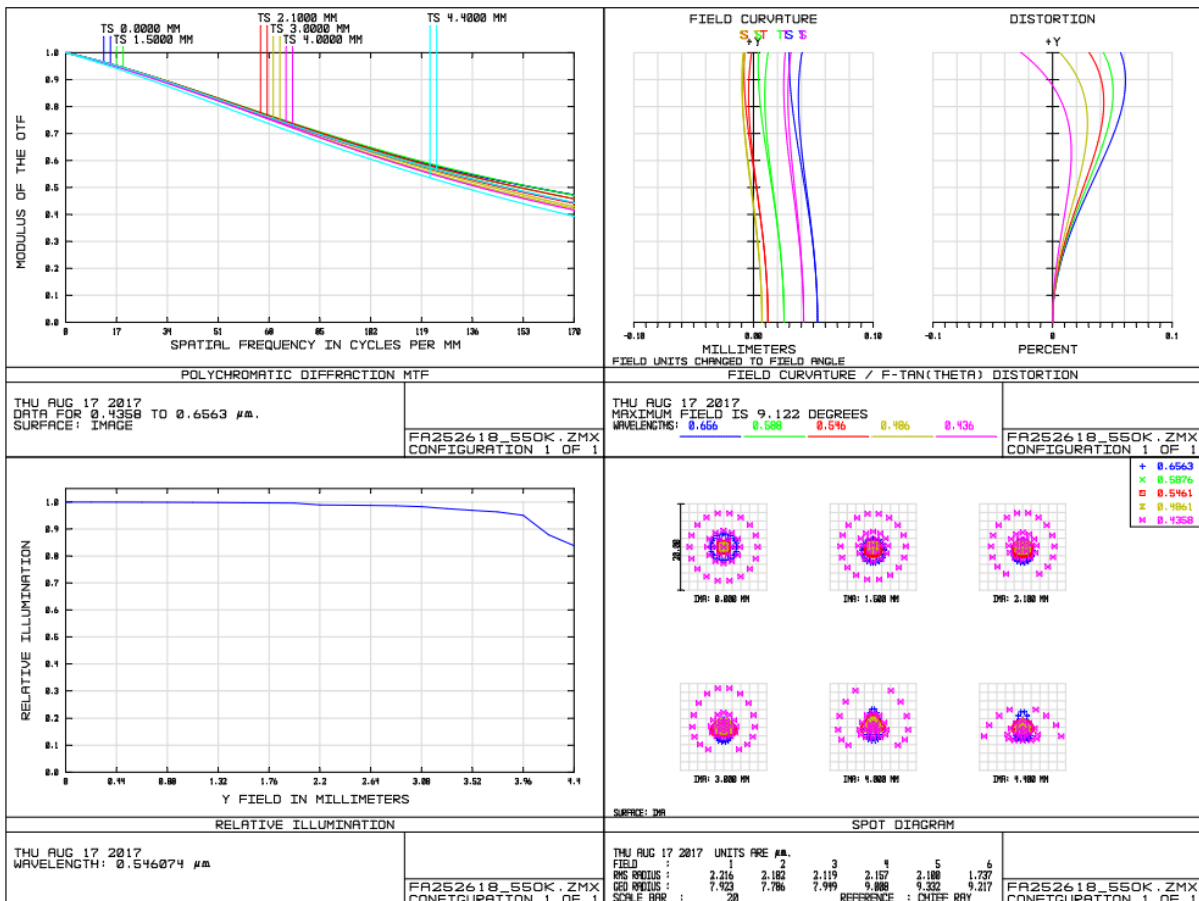 TS 0.0000 MM
TS 1.5000 MM
TS 2.1000 MM
TS 3.0000 MM
TS 4.0000 MM
TS 4.4000 MM
MODULUS OF THE OTF
1.0
0.9
0.8
0.7
0.6
0.5
0.4
0.3
0.2
0.1
0.0
0 17 34 51 68 85 102 119 136 153 170
SPATIAL FREQUENCY IN CYCLES PER MM
POLYCHROMATIC DIFFRACTION MTF
THU AUG 17 2017
DATA FOR 0.4358 TO 0.6563 µm.
SURFACE: IMAGE
FA252618_550K.ZMX
CONFIGURATION 1 OF 1
FIELD CURVATURE
+Y
-0.10 0.00 0.10
MILLIMETERS
FIELD UNITS CHANGED TO FIELD ANGLE
DISTORTION
+Y
-0.1 0 0.1
PERCENT
FIELD CURVATURE / F-TAN(THETA) DISTORTION
THU AUG 17 2017
MAXIMUM FIELD IS 9.122 DEGREES
WAVELENGTHS: 0.656 0.588 0.546 0.486 0.436
FA252618_550K.ZMX
CONFIGURATION 1 OF 1
RELATIVE ILLUMINATION
1.0
0.9
0.8
0.7
0.6
0.5
0.4
0.3
0.2
0.1
0.0
0 0.44 0.88 1.32 1.76 2.2 2.64 3.08 3.52 3.96 4.4
Y FIELD IN MILLIMETERS
RELATIVE ILLUMINATION
THU AUG 17 2017
WAVELENGTH: 0.546074 µm
FA252618_550K.ZMX
CONFIGURATION 1 OF 1
+ 0.6563
× 0.5876
0.5461
0.4861
0.4358
20.00
IMA: 0.000 MM
IMA: 1.500 MM
IMA: 2.100 MM
IMA: 3.000 MM
IMA: 4.000 MM
IMA: 4.400 MM
SURFACE: IMA
SPOT DIAGRAM
THU AUG 17 2017 UNITS ARE µm.
FIELD : 1 2 3 4 5 6
RMS RADIUS : 2.216 2.182 2.119 2.157 2.100 1.737
GEO RADIUS : 7.923 7.786 7.949 9.008 9.332 9.217
SCALE BAR : 20 REFERENCE : CHIEF RAY
FA252618_550K.ZMX
CONFIGURATION 1 OF 1